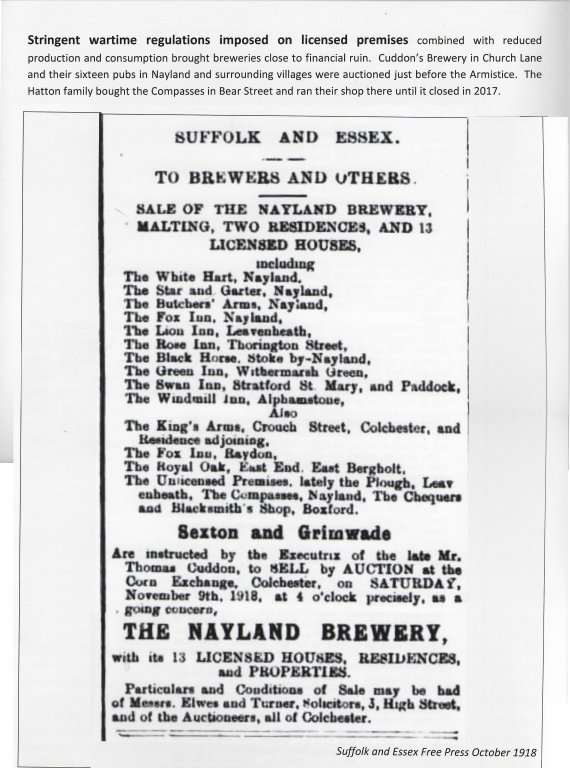 Stringent wartime regulations imposed on licensed premises combined with reduced
production and consumption brought breweries close to financial ruin. Cuddon's Brewery in Church Lane
and their sixteen pubs in Nayland and surrounding villages were auctioned just before the Armistice. The
Hatton family bought the Compasses in Bear Street and ran their shop there until it closed in 2017.
SUFFOLK AND ESSEX.
TO BREWERS AND OTHERS.
SALE OF THE NAYLAND BREWERY,
MALTING, TWO RESIDENCES, AND 13
LICENSED HOUSES,
including
The White Hart, Nayland,
The Star and Garter, Nayland,
The Butchers' Arms, Nayland,
The Fox Inn, Nayland,
The Lion Inn, Leavenheath,
The Rose Inn, Thorington Street,
The Black Horse, Stoke by-Nayland,
The Green Inn, Withermarsh Green,
The Swan Inn, Stratford St. Mary, and Paddock,
The Windmill Inn, Alphamstone,
Also
The King's Arms, Crouch Street, Colchester, and
Residence adjoining,
The Fox Inn, Raydon,
The Royal Oak, East End, East Bergholt,
The Unlicensed Premises, lately the Plough, Leav
enheath, The Compasses, Nayland, The Chequers
and Blacksmith's Shop, Boxford.
Sexton and Grimwade
Are instructed by the Executrix of the late Mr.
Thomas Cuddon, to SELL by AUCTION at the
Corn Exchange, Colchester, on SATURDAY,
November 9th, 1918, at 4 o'clock precisely, as a
going concern,
THE NAYLAND BREWERY,
with its 13 LICENSED HOUSES, RESIDENCES,
and PROPERTIES.
Particulars and Conditions of Sale may be had
of Messrs. Elwes and Turner, Solicitors, 3, High Street,
and of the Auctioneers, all of Colchester.
Suffolk and Essex Free Press October 1918